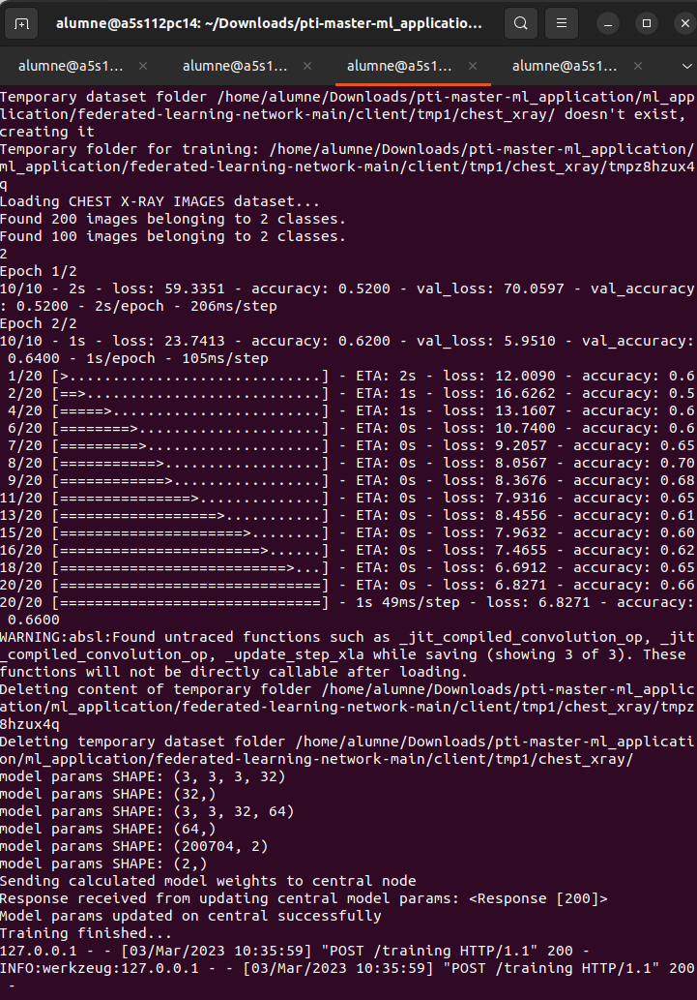 alumne@a5s112pc14: ~/Downloads/pti-master-ml_applicatio...
alumne@a5s1... × alumne@a5s1... × alumne@a5s1... × alumne@a5s1... ×
Temporary dataset folder /home/alumne/Downloads/pti-master-ml_application/ml_app
lication/federated-learning-network-main/client/tmp1/chest_xray/ doesn't exist,
creating it
Temporary folder for training: /home/alumne/Downloads/pti-master-ml_application/
ml_application/federated-learning-network-main/client/tmp1/chest_xray/tmpz8hzux4
q
Loading CHEST X-RAY IMAGES dataset...
Found 200 images belonging to 2 classes.
Found 100 images belonging to 2 classes.
2
Epoch 1/2
10/10 - 2s - loss: 59.3351 - accuracy: 0.5200 - val_loss: 70.0597 - val_accuracy
: 0.5200 - 2s/epoch - 206ms/step
Epoch 2/2
10/10 - 1s - loss: 23.7413 - accuracy: 0.6200 - val_loss: 5.9510 - val_accuracy:
0.6400 - 1s/epoch - 105ms/step
1/20 [>.............................] - ETA: 2s - loss: 12.0090 - accuracy: 0.6
2/20 [==>...........................] - ETA: 1s - loss: 16.6262 - accuracy: 0.5
4/20 [=====>........................] - ETA: 1s - loss: 13.1607 - accuracy: 0.6
6/20 [========>.....................] - ETA: 0s - loss: 10.7400 - accuracy: 0.6
7/20 [=========>....................] - ETA: 0s - loss: 9.2057 - accuracy: 0.65
8/20 [===========>..................] - ETA: 0s - loss: 8.0567 - accuracy: 0.70
9/20 [============>.................] - ETA: 0s - loss: 8.3676 - accuracy: 0.68
11/20 [===============>..............] - ETA: 0s - loss: 7.9316 - accuracy: 0.65
13/20 [==================>...........] - ETA: 0s - loss: 8.4556 - accuracy: 0.61
15/20 [=====================>........] - ETA: 0s - loss: 7.9632 - accuracy: 0.60
16/20 [=======================>......] - ETA: 0s - loss: 7.4655 - accuracy: 0.62
18/20 [==========================>...] - ETA: 0s - loss: 6.6912 - accuracy: 0.65
20/20 [==============================] - ETA: 0s - loss: 6.8271 - accuracy: 0.66
20/20 [==============================] - 1s 49ms/step - loss: 6.8271 - accuracy:
0.6600
WARNING:absl:Found untraced functions such as _jit_compiled_convolution_op, _jit
_compiled_convolution_op, _update_step_xla while saving (showing 3 of 3). These
functions will not be directly callable after loading.
Deleting content of temporary folder /home/alumne/Downloads/pti-master-ml_applic
ation/ml_application/federated-learning-network-main/client/tmp1/chest_xray/tmpz
8hzux4q
Deleting temporary dataset folder /home/alumne/Downloads/pti-master-ml_applicati
on/ml_application/federated-learning-network-main/client/tmp1/chest_xray/
model params SHAPE: (3, 3, 3, 32)
model params SHAPE: (32,)
model params SHAPE: (3, 3, 32, 64)
model params SHAPE: (64,)
model params SHAPE: (200704, 2)
model params SHAPE: (2,)
Sending calculated model weights to central node
Response received from updating central model params: <Response [200]>
Model params updated on central successfully
Training finished...
127.0.0.1 - - [03/Mar/2023 10:35:59] "POST /training HTTP/1.1" 200 -
INFO:werkzeug:127.0.0.1 - - [03/Mar/2023 10:35:59] "POST /training HTTP/1.1" 200
-